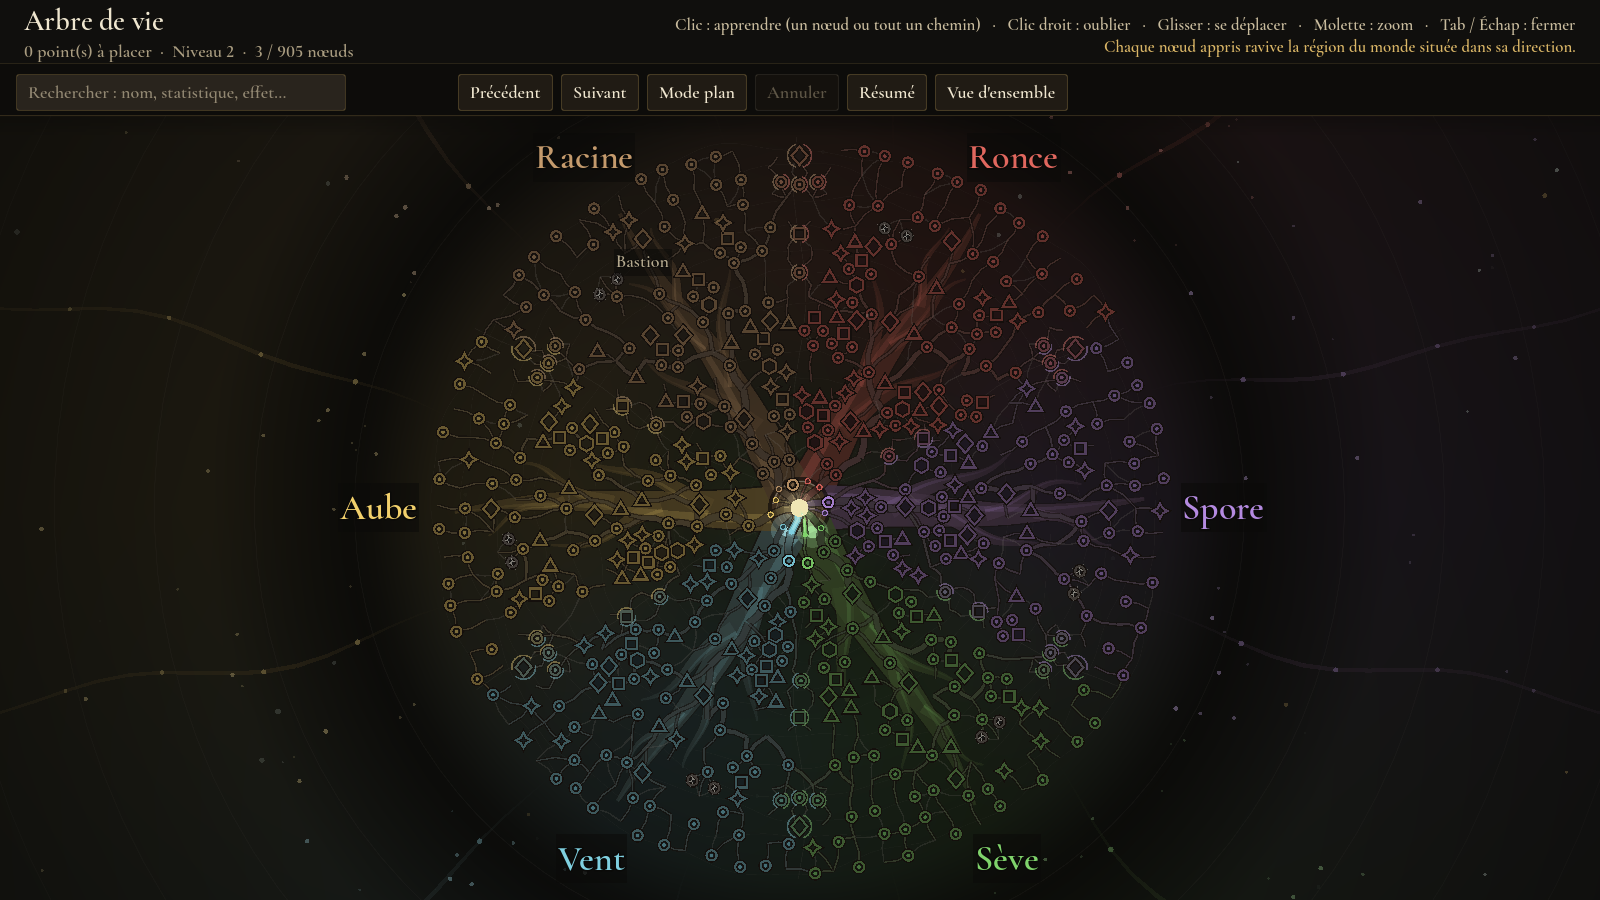 Arbre de vie
0 point(s) à placer · Niveau 2 · 3 / 905 nœuds
Clic : apprendre (un nœud ou tout un chemin) · Clic droit : oublier · Glisser : se déplacer · Molette : zoom · Tab / Échap : fermer
Chaque nœud appris ravive la région du monde située dans sa direction.
Rechercher : nom, statistique, effet...
Précédent
Suivant
Mode plan
Annuler
Résumé
Vue d'ensemble
Racine
Ronce
Bastion
Aube
Spore
Vent
Sève